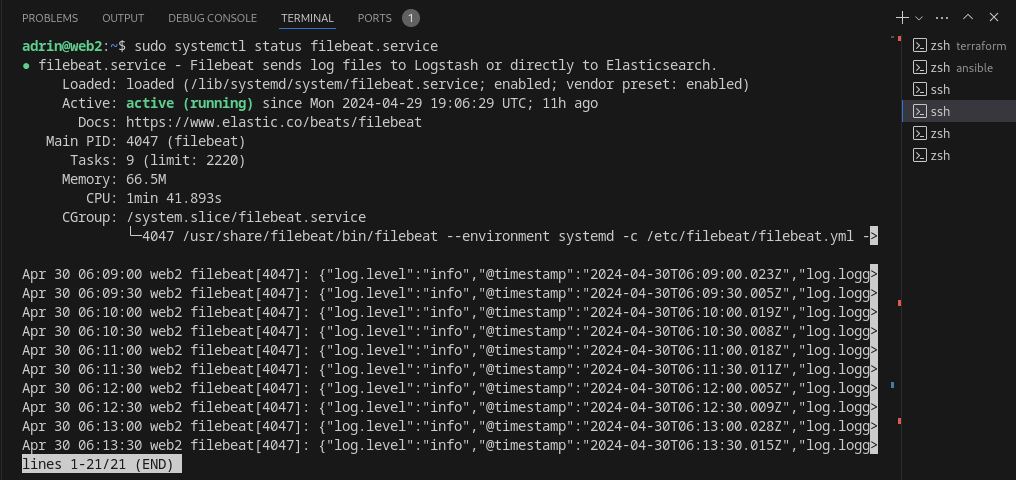 PROBLEMS OUTPUT DEBUG CONSOLE TERMINAL PORTS 1
adrin@web2:~$ sudo systemctl status filebeat.service
● filebeat.service - Filebeat sends log files to Logstash or directly to Elasticsearch.
Loaded: loaded (/lib/systemd/system/filebeat.service; enabled; vendor preset: enabled)
Active: active (running) since Mon 2024-04-29 19:06:29 UTC; 11h ago
Docs: https://www.elastic.co/beats/filebeat
Main PID: 4047 (filebeat)
Tasks: 9 (limit: 2220)
Memory: 66.5M
CPU: 1min 41.893s
CGroup: /system.slice/filebeat.service
└─4047 /usr/share/filebeat/bin/filebeat --environment systemd -c /etc/filebeat/filebeat.yml ->
Apr 30 06:09:00 web2 filebeat[4047]: {"log.level":"info","@timestamp":"2024-04-30T06:09:00.023Z","log.logg>
Apr 30 06:09:30 web2 filebeat[4047]: {"log.level":"info","@timestamp":"2024-04-30T06:09:30.005Z","log.logg>
Apr 30 06:10:00 web2 filebeat[4047]: {"log.level":"info","@timestamp":"2024-04-30T06:10:00.019Z","log.logg>
Apr 30 06:10:30 web2 filebeat[4047]: {"log.level":"info","@timestamp":"2024-04-30T06:10:30.008Z","log.logg>
Apr 30 06:11:00 web2 filebeat[4047]: {"log.level":"info","@timestamp":"2024-04-30T06:11:00.018Z","log.logg>
Apr 30 06:11:30 web2 filebeat[4047]: {"log.level":"info","@timestamp":"2024-04-30T06:11:30.011Z","log.logg>
Apr 30 06:12:00 web2 filebeat[4047]: {"log.level":"info","@timestamp":"2024-04-30T06:12:00.005Z","log.logg>
Apr 30 06:12:30 web2 filebeat[4047]: {"log.level":"info","@timestamp":"2024-04-30T06:12:30.009Z","log.logg>
Apr 30 06:13:00 web2 filebeat[4047]: {"log.level":"info","@timestamp":"2024-04-30T06:13:00.028Z","log.logg>
Apr 30 06:13:30 web2 filebeat[4047]: {"log.level":"info","@timestamp":"2024-04-30T06:13:30.015Z","log.logg>
lines 1-21/21 (END)
zsh terraform
zsh ansible
ssh
ssh
zsh
zsh